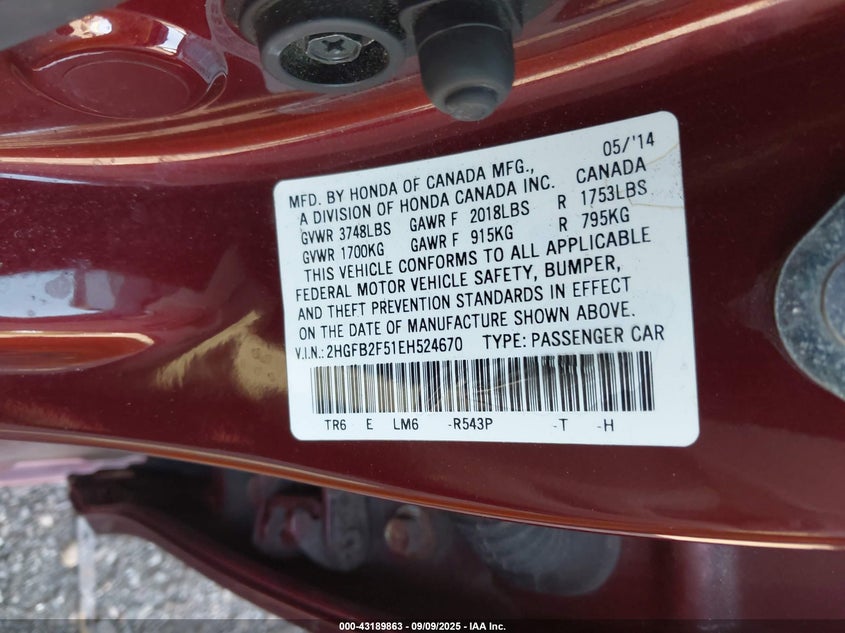 05/'14
MFD. BY HONDA OF CANADA MFG.,
A DIVISION OF HONDA CANADA INC. CANADA
GVWR 3748LBS GAWR F 2018LBS R 1753LBS
GVWR 1700KG GAWR F 915KG R 795KG
THIS VEHICLE CONFORMS TO ALL APPLICABLE
FEDERAL MOTOR VEHICLE SAFETY, BUMPER,
AND THEFT PREVENTION STANDARDS IN EFFECT
ON THE DATE OF MANUFACTURE SHOWN ABOVE.
V.I.N.: 2HGFB2F51EH524670 TYPE: PASSENGER CAR
TR6 E LM6 -R543P -T -H
000-43189863 - 09/09/2025 - IAA Inc.